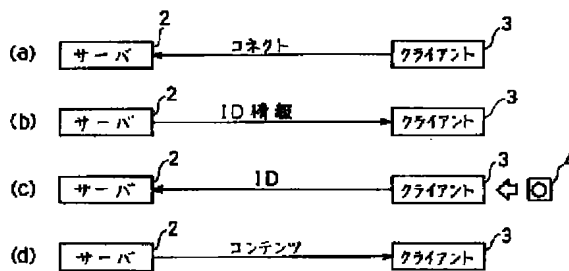 2 コネクト 3
(a) サーバ クライアント
2 ID情報 3
(b) サーバ クライアント
2 ID 3 4
(c) サーバ クライアント
2 コンテンツ 3
(d) サーバ クライアント